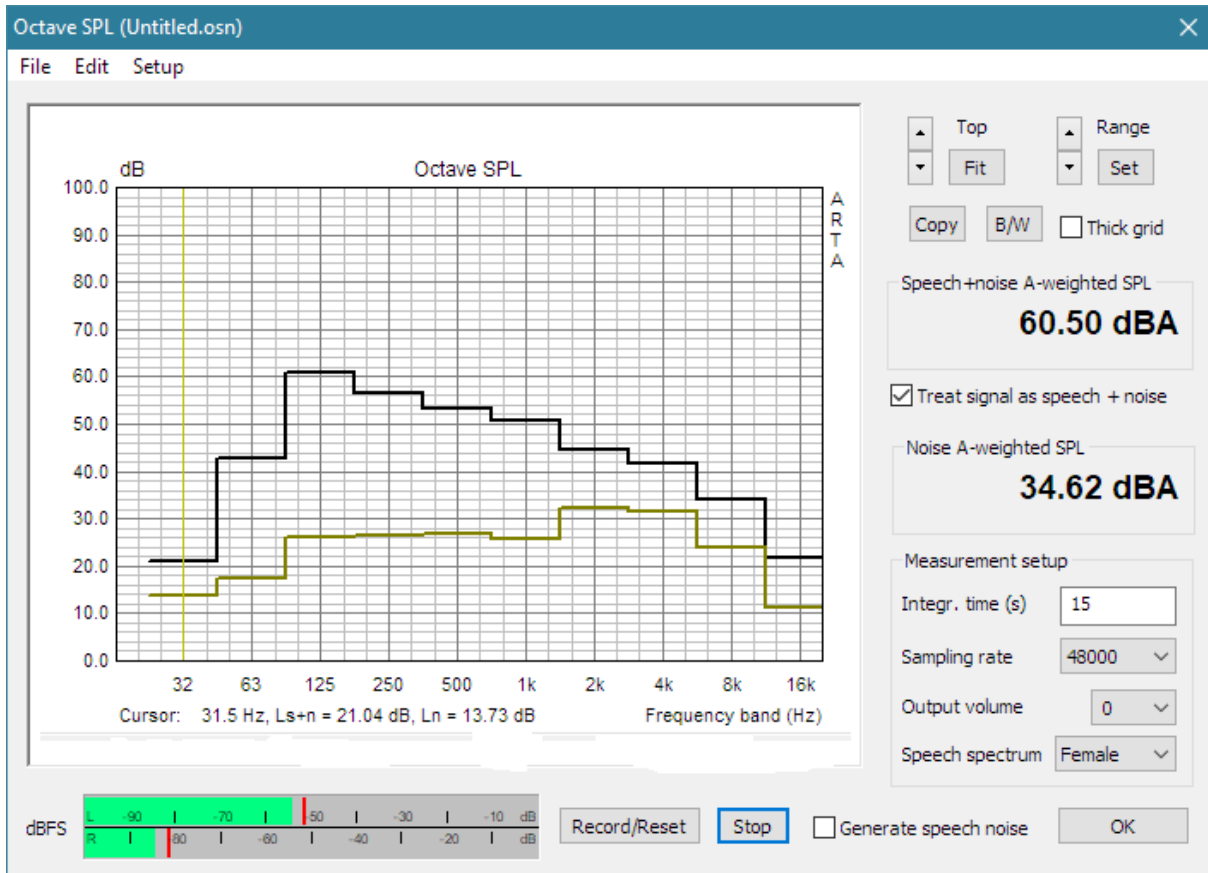 Octave SPL (Untitled.osn)
File Edit Setup
dB
Octave SPL
100.0
90.0
80.0
70.0
60.0
50.0
40.0
30.0
20.0
10.0
0.0
A
R
T
A
32 63 125 250 500 1k 2k 4k 8k 16k
Cursor: 31.5 Hz, Ls+n = 21.04 dB, Ln = 13.73 dB Frequency band (Hz)
Top Range
Fit Set
Copy B/W Thick grid
Speech+noise A-weighted SPL
60.50 dBA
Treat signal as speech + noise
Noise A-weighted SPL
34.62 dBA
Measurement setup
Integr. time (s) 15
Sampling rate 48000
Output volume 0
Speech spectrum Female
dBFS
L -90 -70 -50 -30 -10 dB
R -80 -60 -40 -20 dB
Record/Reset Stop Generate speech noise OK